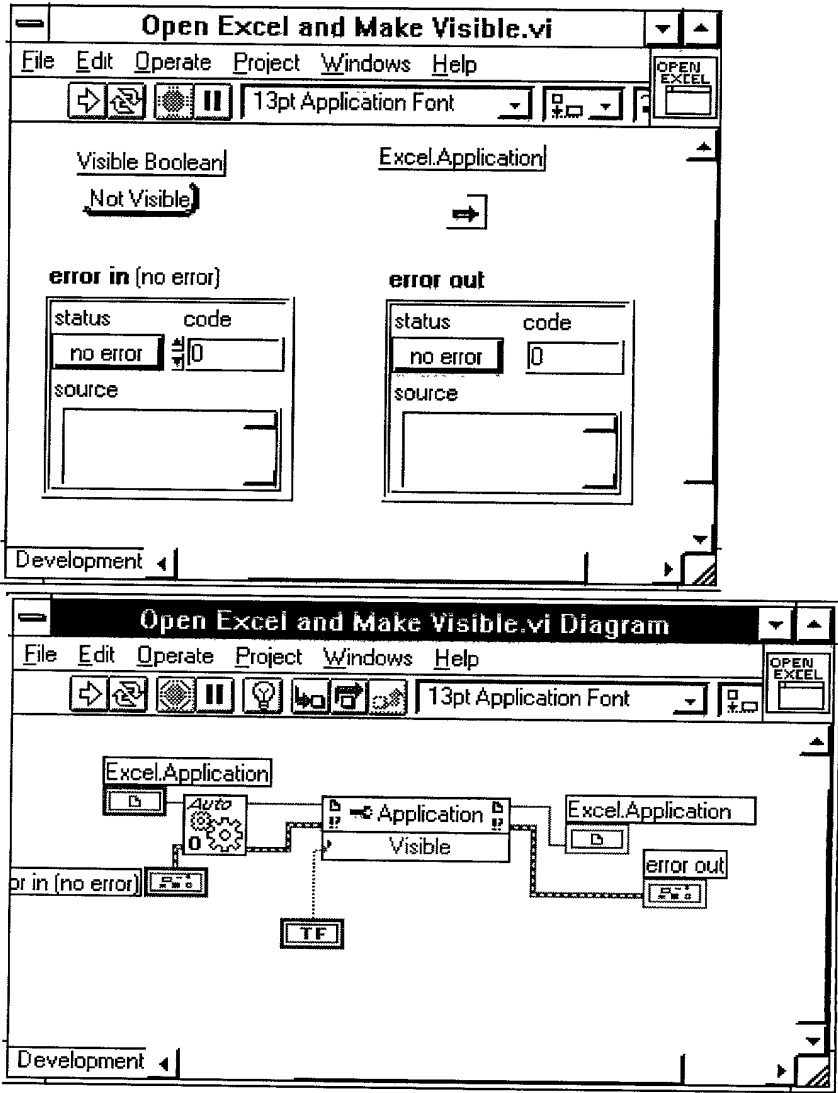 Open Excel and Make Visible.vi
File Edit Operate Project Windows Help
OPEN
EXCEL
13pt Application Font
Visible Boolean
Excel.Application
Not Visible
error in (no error)
error out
status code
no error 0
source
status code
no error 0
source
Development
Open Excel and Make Visible.vi Diagram
File Edit Operate Project Windows Help
OPEN
EXCEL
13pt Application Font
Excel.Application
Auto
0
Application
Visible
Excel.Application
error out
or in (no error)
TF
Development